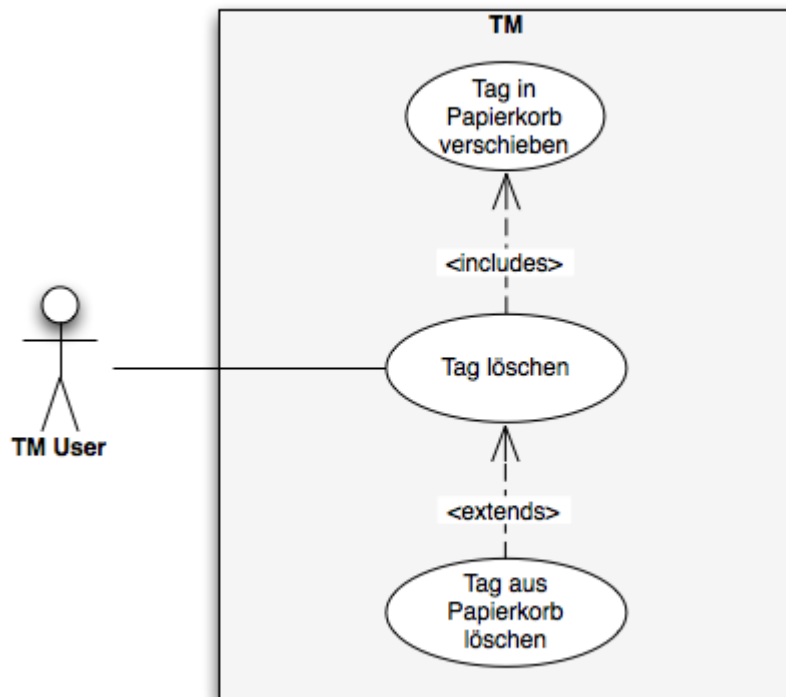 TM
Tag in
Papierkorb
verschieben
<includes>
Tag löschen
TM User
<extends>
Tag aus
Papierkorb
löschen